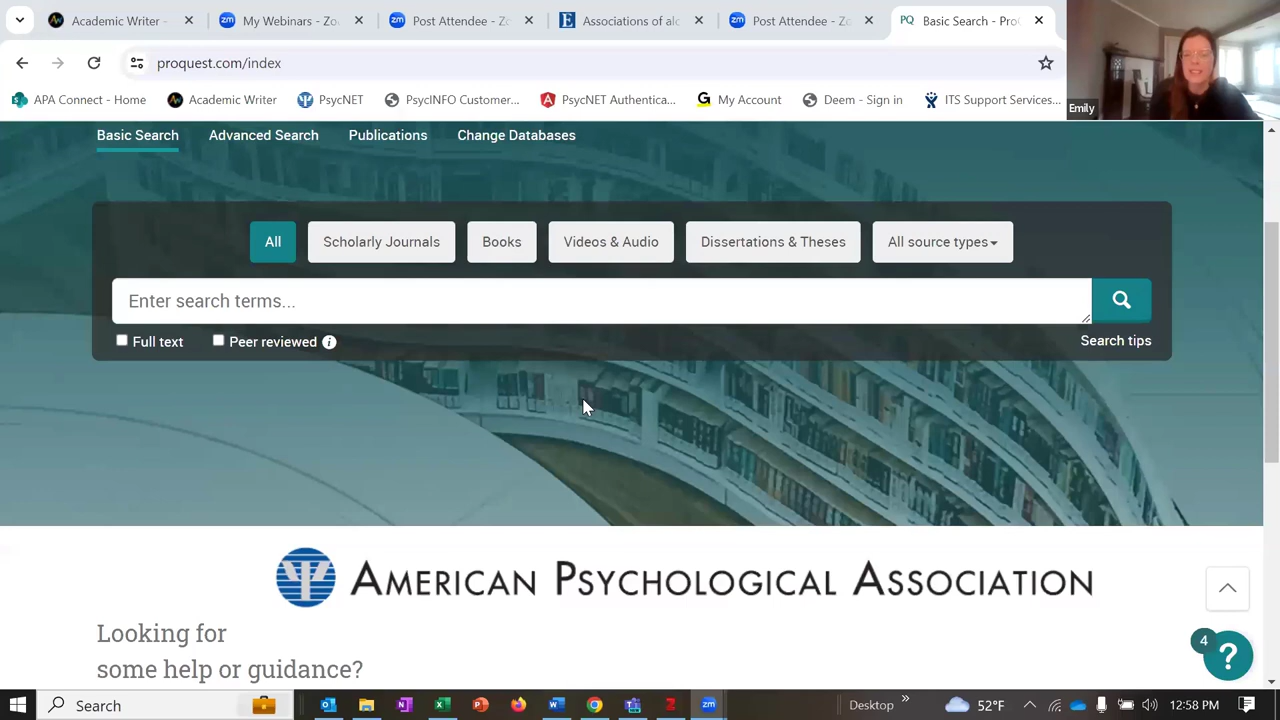 Academic Writer -
My Webinars - Zo
Post Attendee - Zo
Associations of alc
Post Attendee - Zo
PQ Basic Search - ProQ
proquest.com/index
APA Connect - Home
Academic Writer
PsycNET
PsycINFO Customer...
PsycNET Authentica...
My Account
Deem - Sign in
ITS Support Services...
Emily
Basic Search
Advanced Search
Publications
Change Databases
All
Scholarly Journals
Books
Videos & Audio
Dissertations & Theses
All source types
Enter search terms...
Full text
Peer reviewed
Search tips
AMERICAN PSYCHOLOGICAL ASSOCIATION
Looking for
some help or guidance?
4
?
Search
Desktop
52°F
12:58 PM